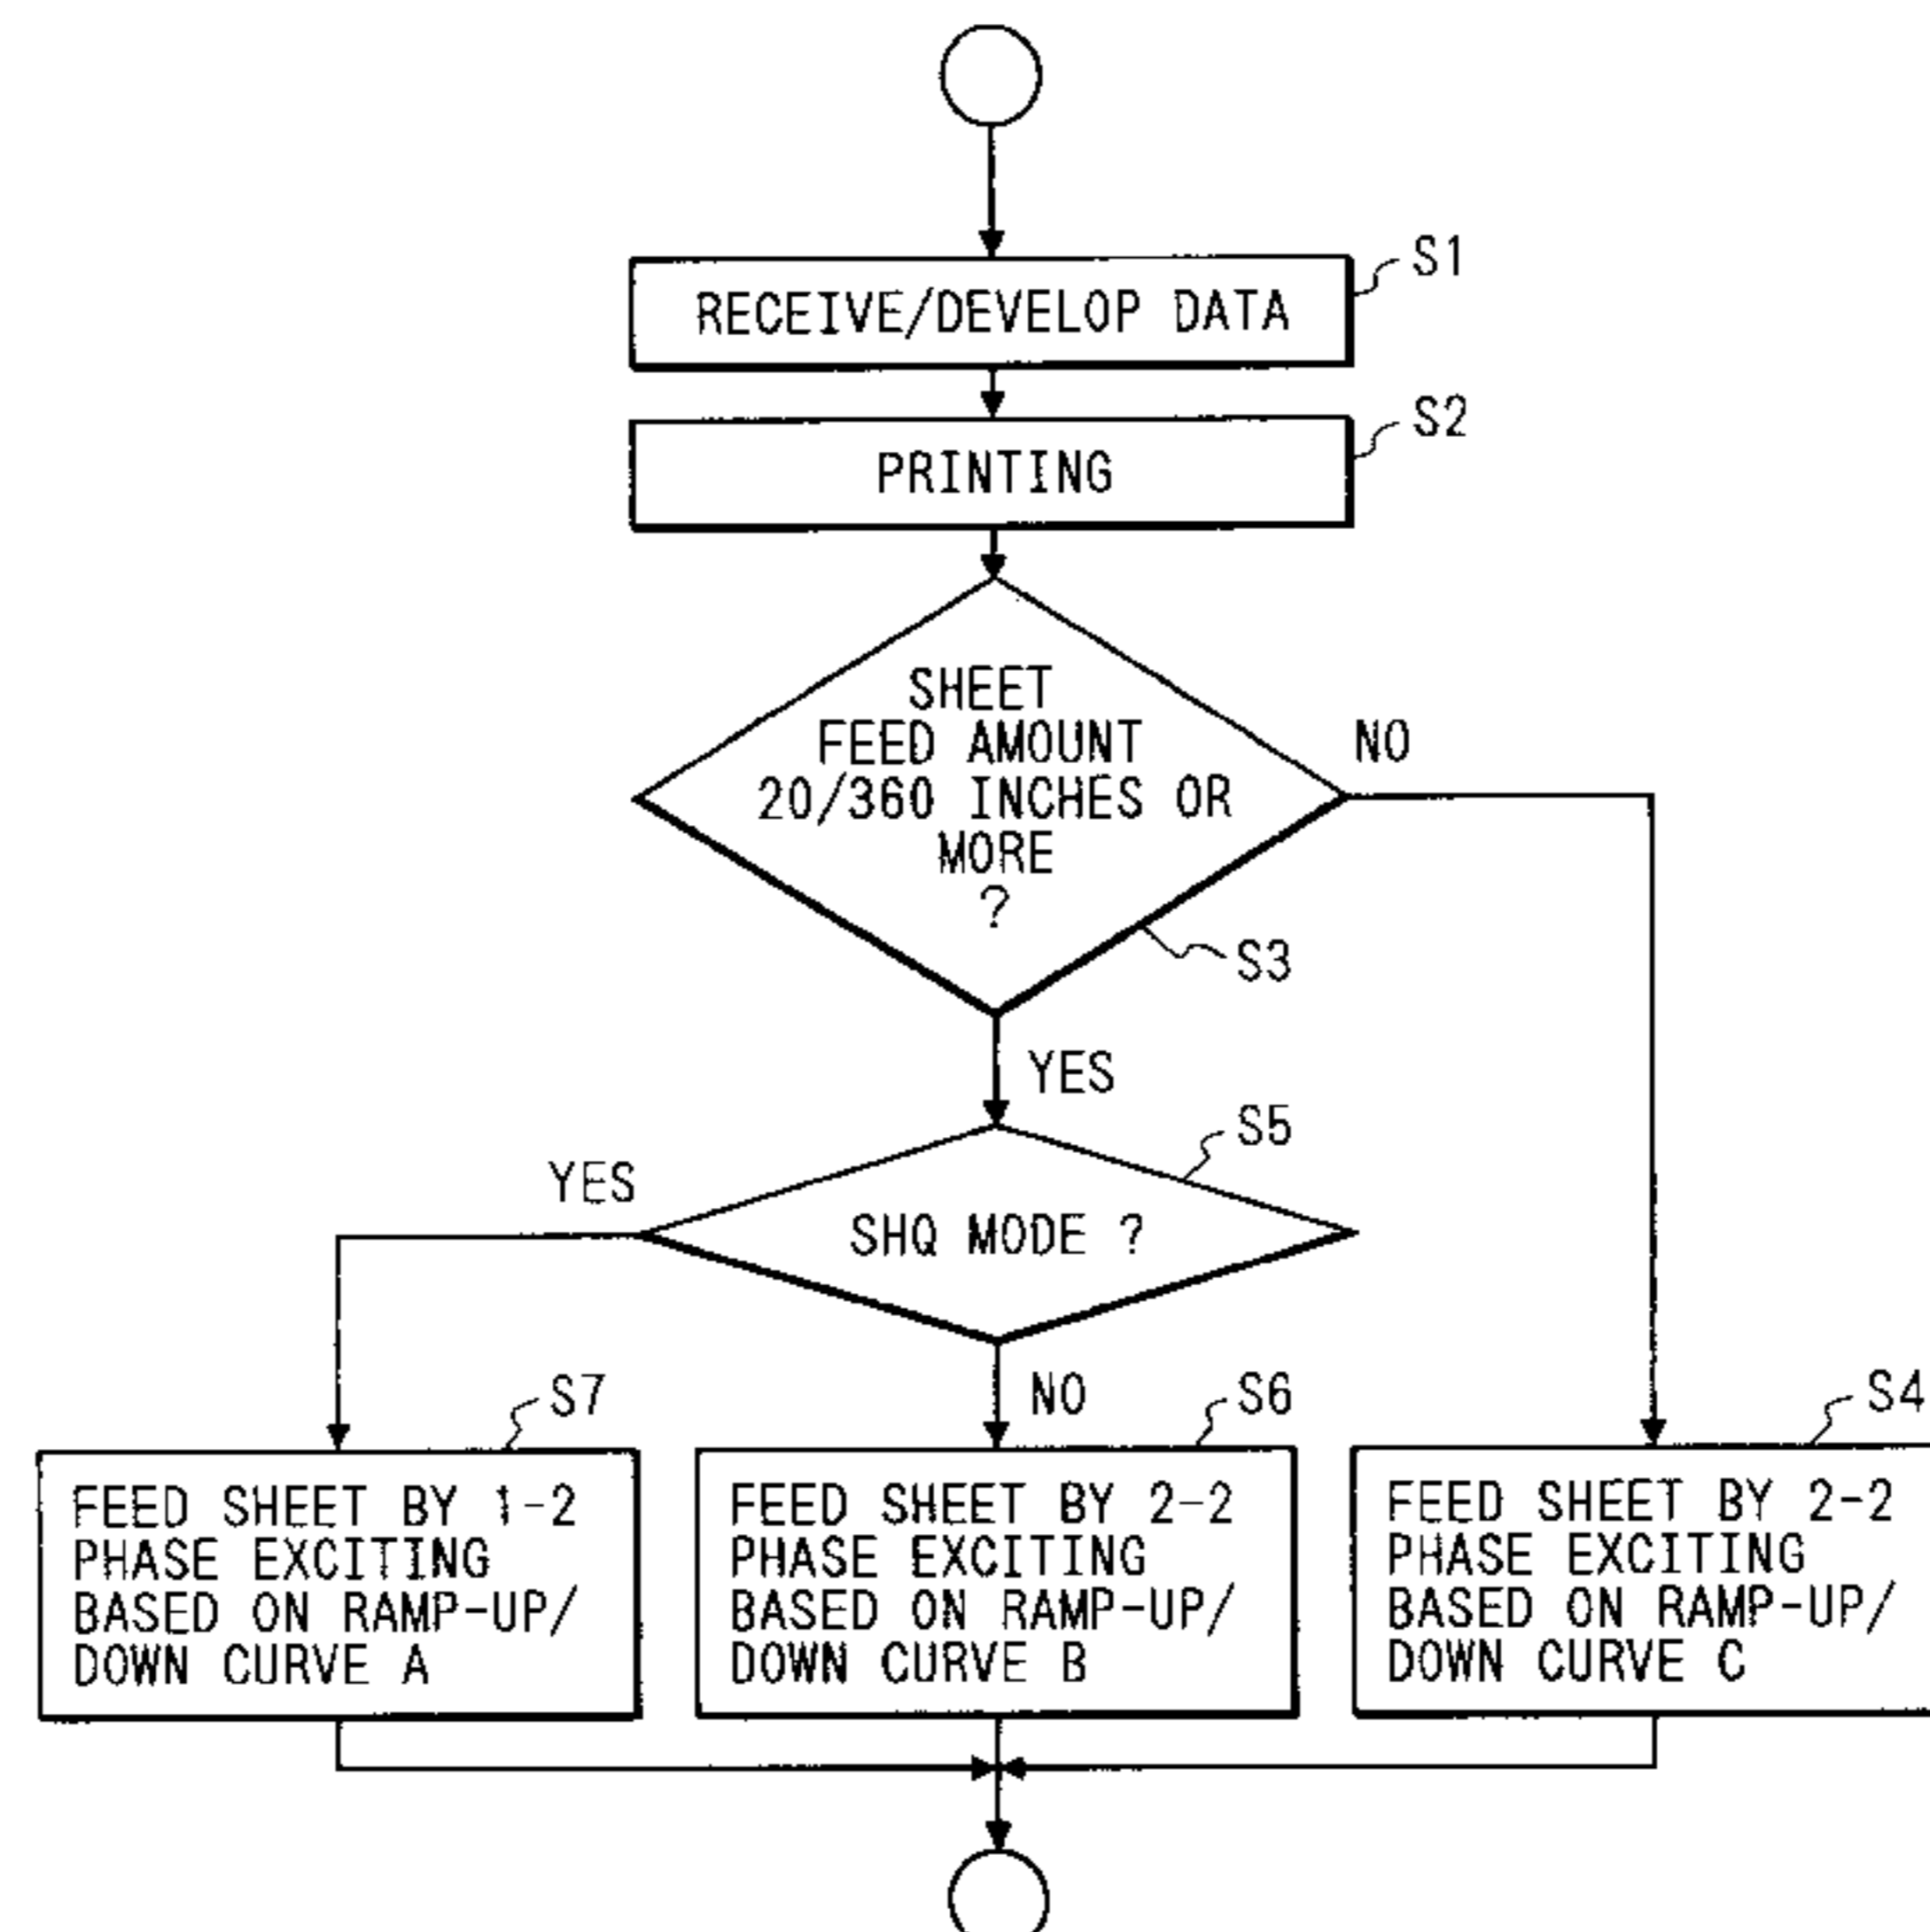 RECEIVE/DEVELOP DATA
S1
PRINTING
S2
SHEET
FEED AMOUNT
20/360 INCHES OR
MORE
?
NO
S3
YES
S5
YES
SHQ MODE ?
NO
S7
FEED SHEET BY 1-2
PHASE EXCITING
BASED ON RAMP-UP/
DOWN CURVE A
S6
FEED SHEET BY 2-2
PHASE EXCITING
BASED ON RAMP-UP/
DOWN CURVE B
S4
FEED SHEET BY 2-2
PHASE EXCITING
BASED ON RAMP-UP/
DOWN CURVE C